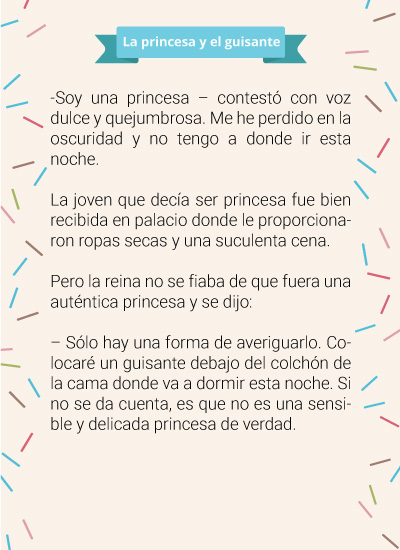 La princesa y el guisante
-Soy una princesa – contestó con voz
dulce y quejumbrosa. Me he perdido en la
oscuridad y no tengo a donde ir esta
noche.
La joven que decía ser princesa fue bien
recibida en palacio donde le proporciona-
ron ropas secas y una suculenta cena.
Pero la reina no se fiaba de que fuera una
auténtica princesa y se dijo:
– Sólo hay una forma de averiguarlo. Co-
locaré un guisante debajo del colchón de
la cama donde va a dormir esta noche. Si
no se da cuenta, es que no es una sensi-
ble y delicada princesa de verdad.